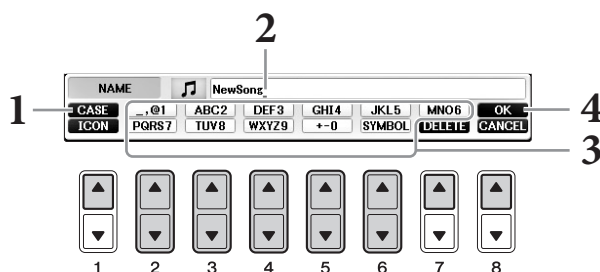 2
NAME NewSong
1 CASE _,@1 ABC2 DEF3 GHI4 JKL5 MNO6 OK 4
ICON PQRS7 TUV8 WXYZ9 +-0 SYMBOL DELETE CANCEL
3
1 2 3 4 5 6 7 8